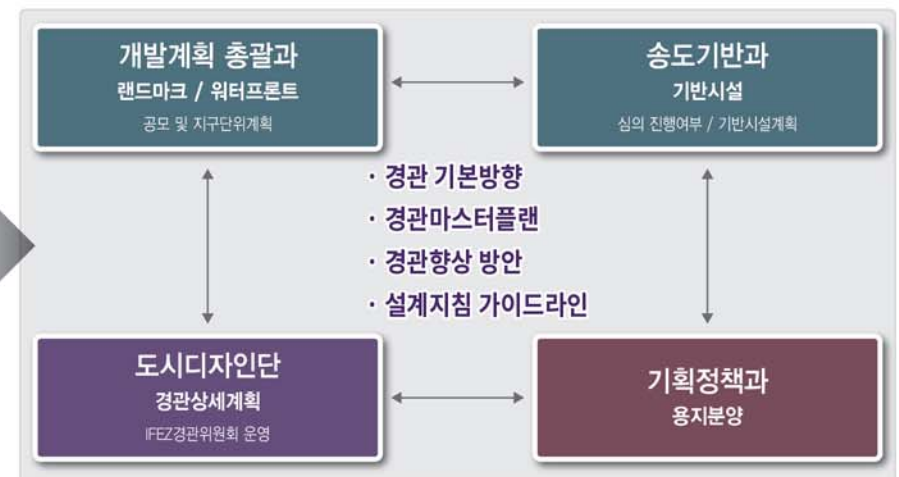 개발계획 총괄과
랜드마크 / 워터프론트
공모 및 지구단위계획
송도기반과
기반시설
심의 진행여부 / 기반시설계획
· 경관 기본방향
· 경관마스터플랜
· 경관향상 방안
· 설계지침 가이드라인
도시디자인단
경관상세계획
IFEZ경관위원회 운영
기획정책과
용지분양